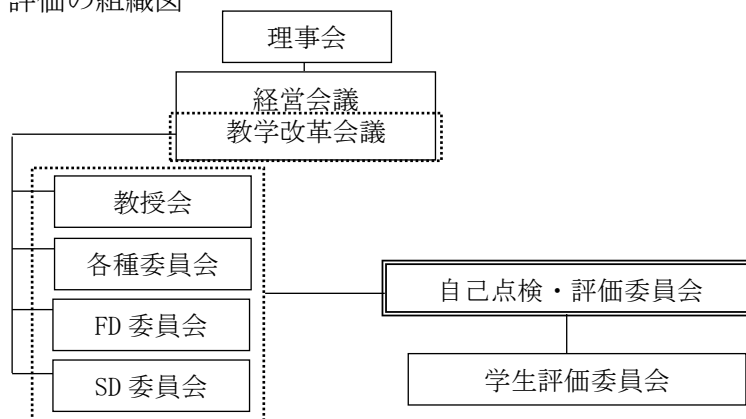 評価の組織図
理事会
経営会議
教学改革会議
教授会
各種委員会
FD 委員会
SD 委員会
自己点検・評価委員会
学生評価委員会